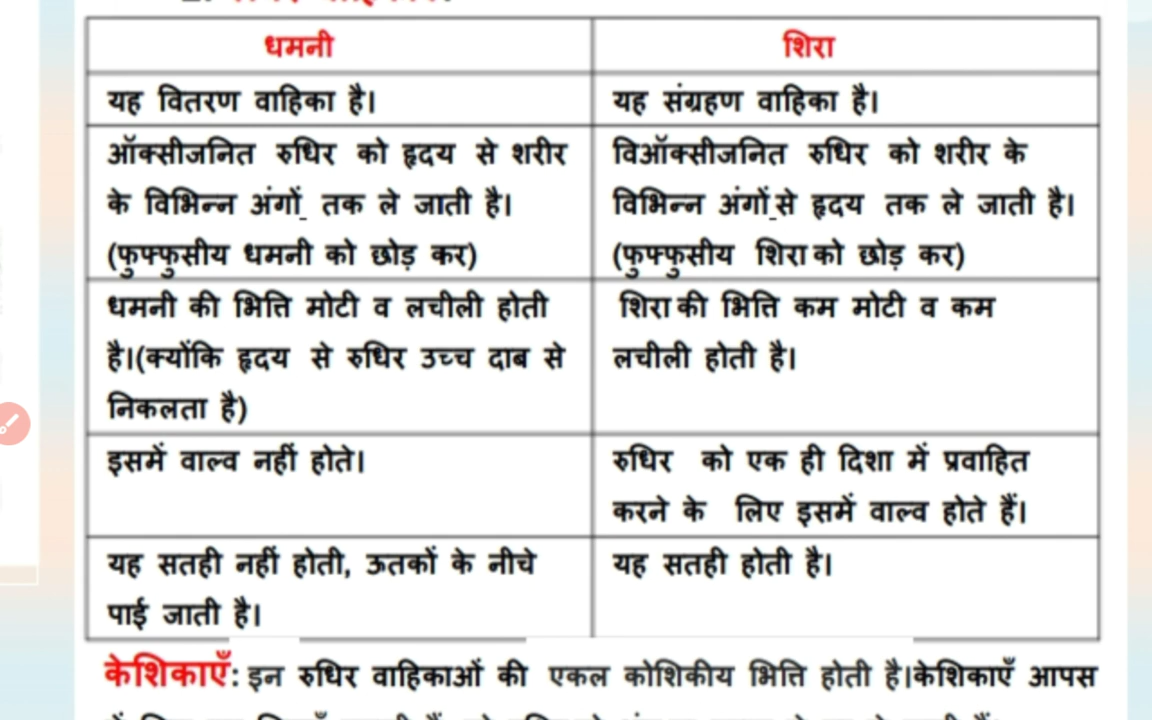 धमनी
शिरा
यह वितरण वाहिका है।
यह संग्रहण वाहिका है।
ऑक्सीजनित रुधिर को हृदय से शरीर
के विभिन्न अंगों तक ले जाती है।
(फुफ्फुसीय धमनी को छोड़ कर)
विऑक्सीजनित रुधिर को शरीर के
विभिन्न अंगों से हृदय तक ले जाती है।
(फुफ्फुसीय शिरा को छोड़ कर)
धमनी की भित्ति मोटी व लचीली होती
है।(क्योंकि हृदय से रुधिर उच्च दाब से
निकलता है)
शिरा की भित्ति कम मोटी व कम
लचीली होती है।
इसमें वाल्व नहीं होते।
रुधिर को एक ही दिशा में प्रवाहित
करने के लिए इसमें वाल्व होते हैं।
यह सतही नहीं होती, ऊतकों के नीचे
पाई जाती है।
यह सतही होती है।
केशिकाएँ: इन रुधिर वाहिकाओं की एकल कोशिकीय भित्ति होती है।केशिकाएँ आपस